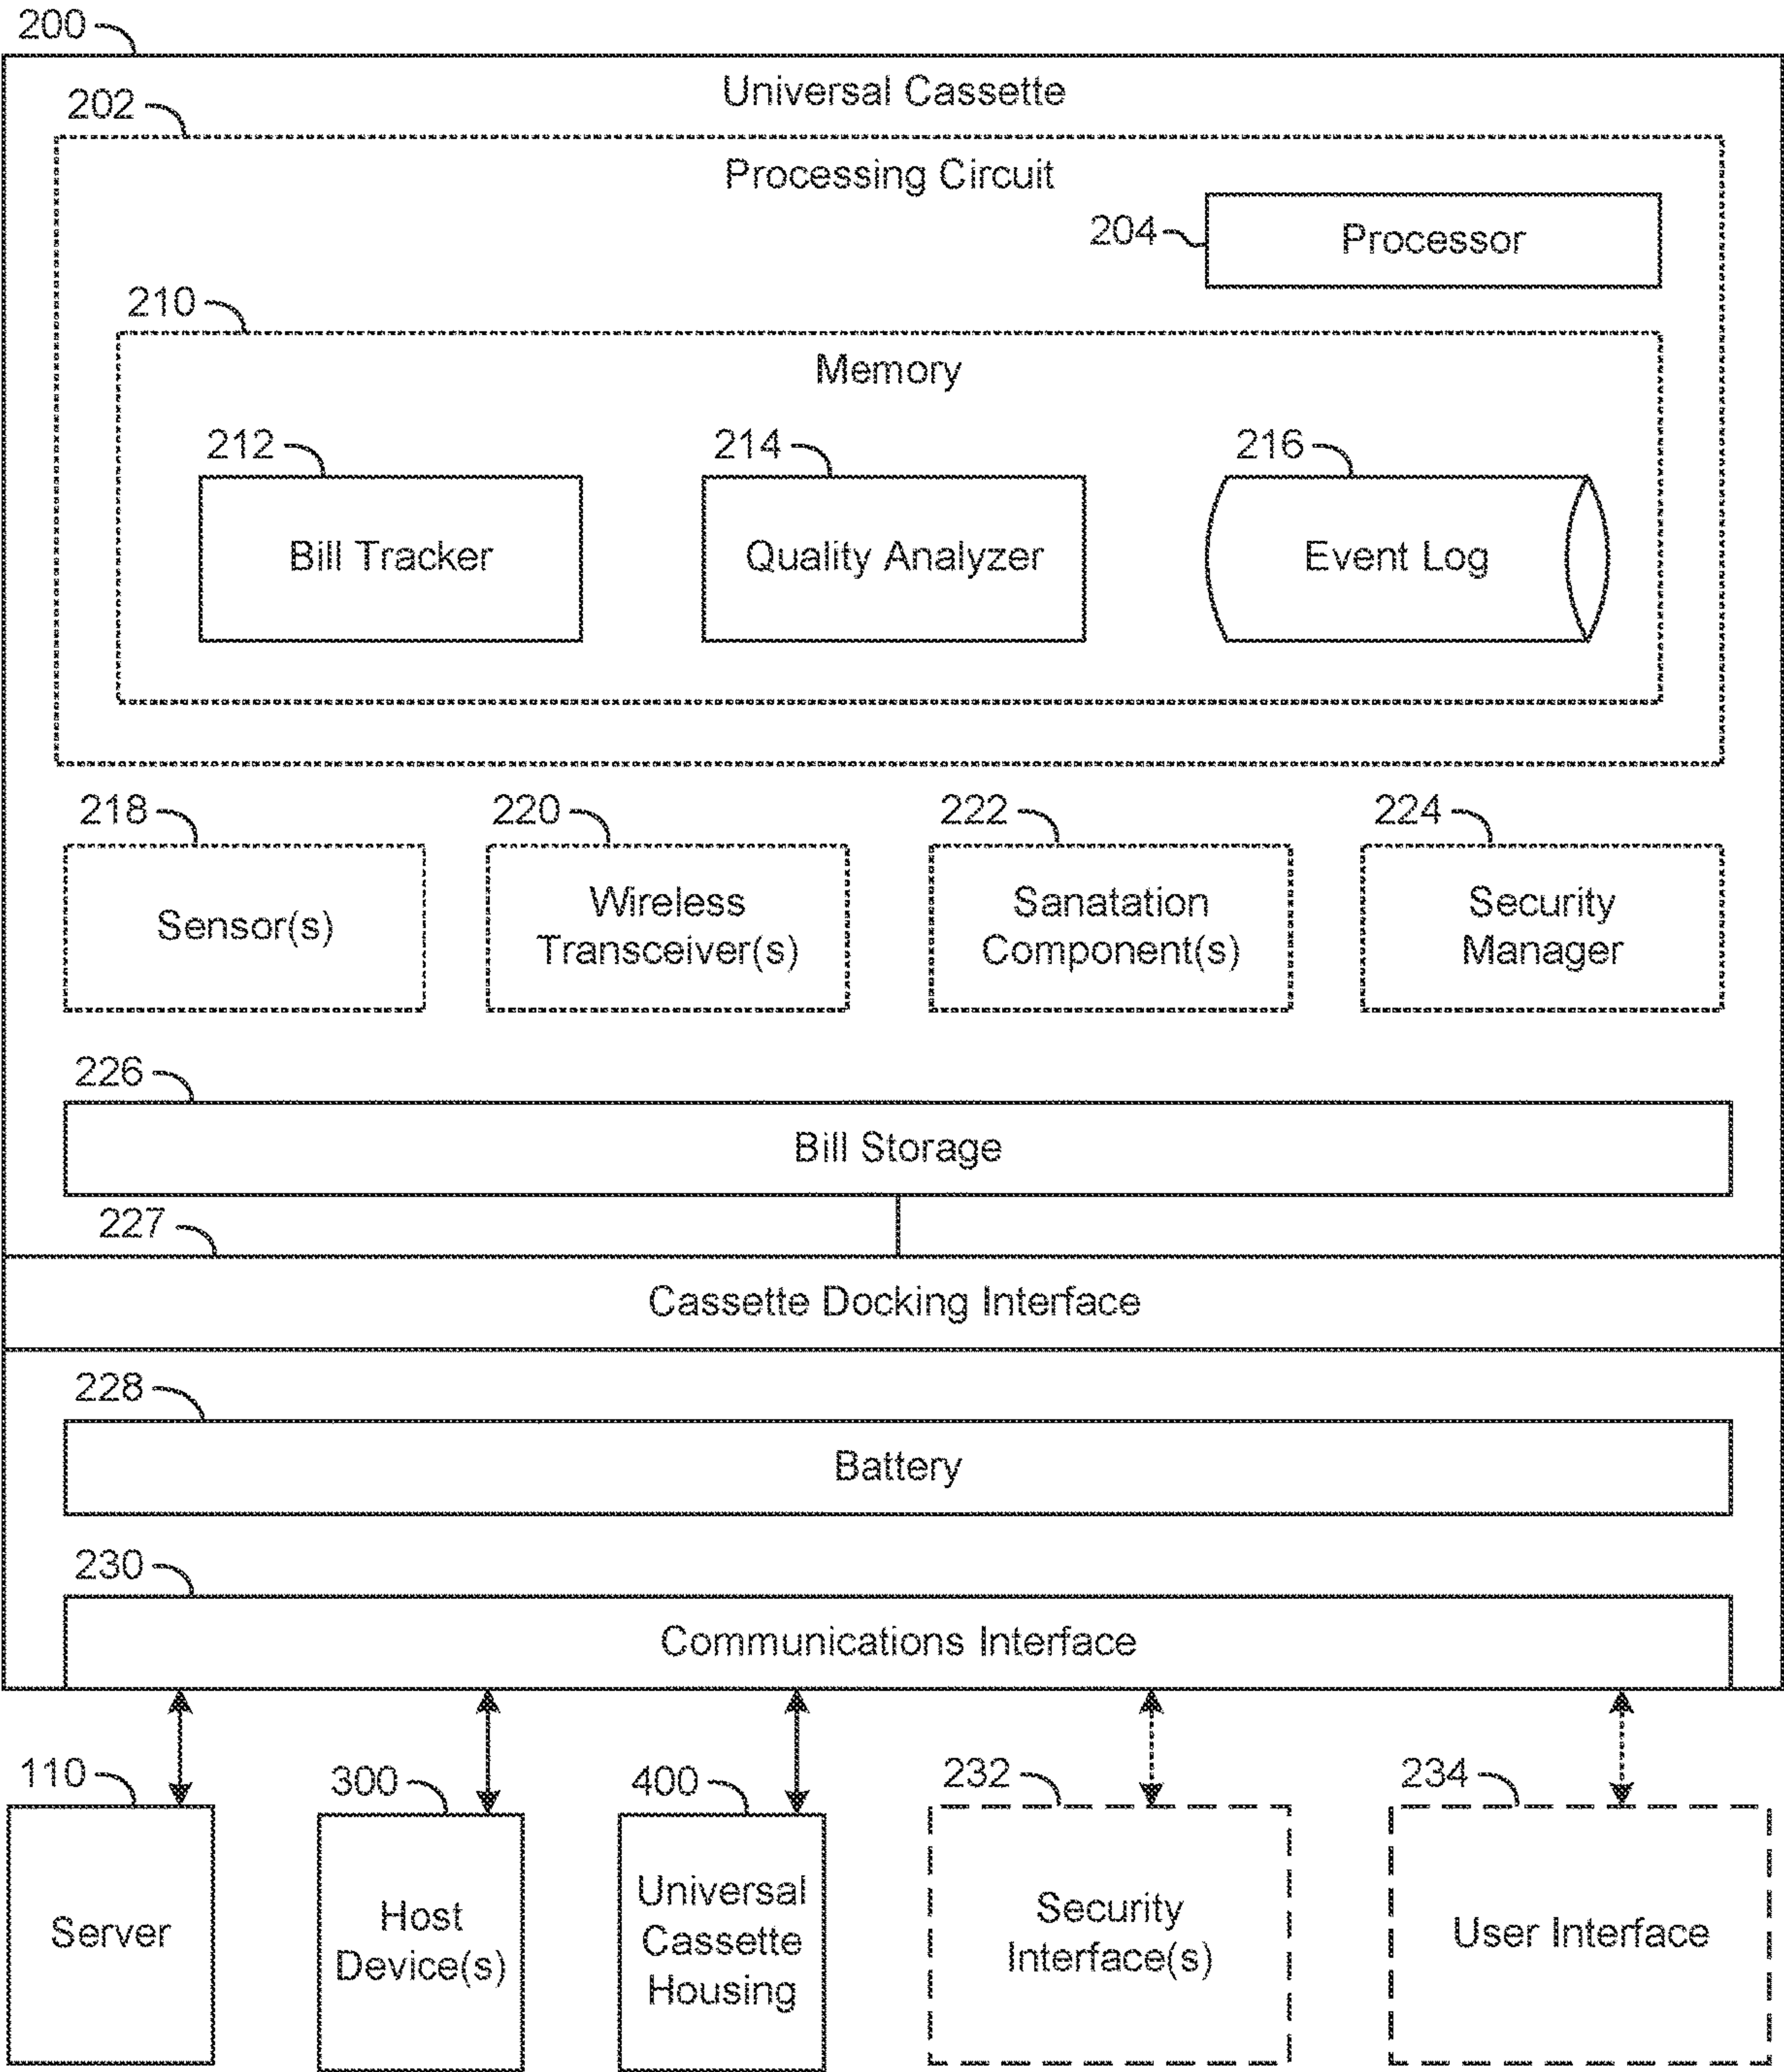 200
Universal Cassette
202
Processing Circuit
204
Processor
210
Memory
212
214
216
Bill Tracker
Quality Analyzer
Event Log
218
220
222
224
Sensor(s)
Wireless
Transceiver(s)
Sanatation
Component(s)
Security
Manager
226
Bill Storage
227
Cassette Docking Interface
228
Battery
230
Communications Interface
110
300
400
232
234
Server
Host
Device(s)
Universal
Cassette
Housing
Security
Interface(s)
User Interface